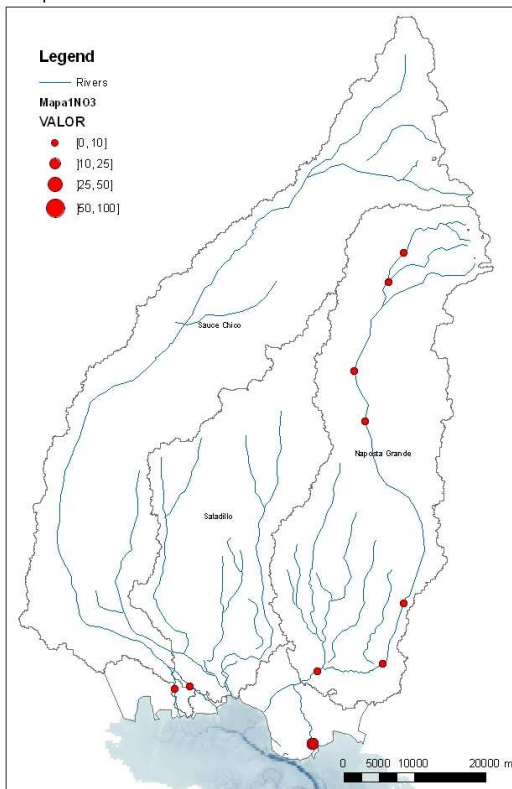 Legend
Rivers
Mapa1NO3
VALOR
[0, 10]
]10, 25]
]25, 50]
]50, 100]
Sauce Chico
Naposta Grande
Saladillo
0 5000 10000 20000 m